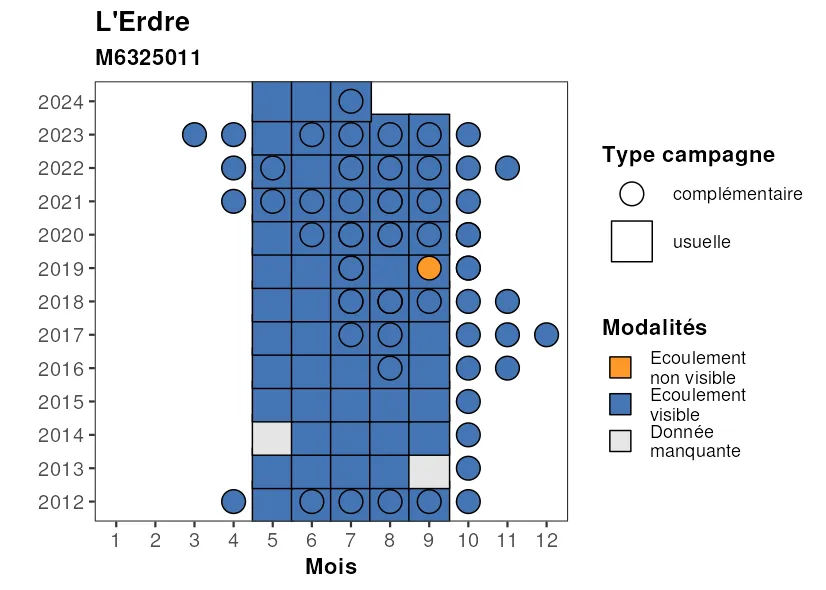 L'Erdre
M6325011
2024
2023
2022
2021
2020
2019
2018
2017
2016
2015
2014
2013
2012
1 2 3 4 5 6 7 8 9 10 11 12
Mois
Type campagne
complémentaire
usuelle
Modalités
Ecoulement
non visible
Ecoulement
visible
Donnée
manquante